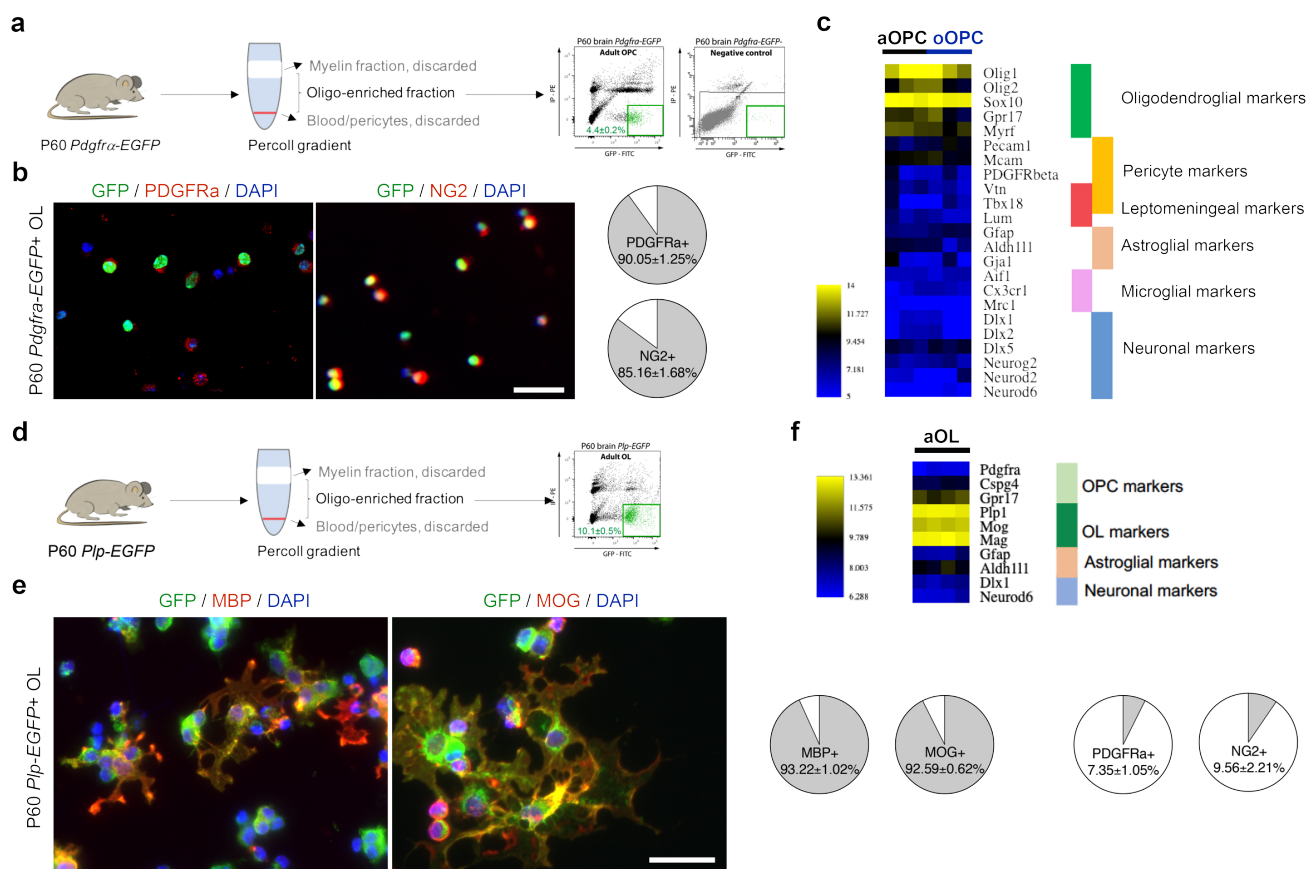 a
P60 Pdgfrα-EGFP
Myelin fraction, discarded
Oligo-enriched fraction
Blood/pericytes, discarded
Percoll gradient
P60 brain Pdgfra-EGFP
Adult OPC
IP - PE
4.4±0.2%
GFP - FITC
P60 brain Pdgfra-EGFP-
Negative control
IP - PE
GFP - FITC
b
GFP / PDGFRa / DAPI
GFP / NG2 / DAPI
P60 Pdgfra-EGFP+ OL
PDGFRa+
90.05±1.25%
NG2+
85.16±1.68%
c
aOPC oOPC
Olig1
Olig2
Sox10
Gpr17
Myrf
Pecam1
Mcam
PDGFRbeta
Vtn
Tbx18
Lum
Gfap
Aldh1l1
Gja1
Aif1
Cx3cr1
Mrc1
Dlx1
Dlx2
Dlx5
Neurog2
Neurod2
Neurod6
Oligodendroglial markers
Pericyte markers
Leptomeningeal markers
Astroglial markers
Microglial markers
Neuronal markers
14
11.727
9.454
7.181
5
d
P60 Plp-EGFP
Myelin fraction, discarded
Oligo-enriched fraction
Blood/pericytes, discarded
Percoll gradient
P60 brain Plp-EGFP
Adult OL
IP - PE
10.1±0.5%
GFP - FITC
e
GFP / MBP / DAPI
GFP / MOG / DAPI
P60 Plp-EGFP+ OL
f
aOL
13.361
11.575
9.789
8.003
6.288
Pdgfra
Cspg4
Gpr17
Plp1
Mog
Mag
Gfap
Aldh1l1
Dlx1
Neurod6
OPC markers
OL markers
Astroglial markers
Neuronal markers
MBP+
93.22±1.02%
MOG+
92.59±0.62%
PDGFRa+
7.35±1.05%
NG2+
9.56±2.21%